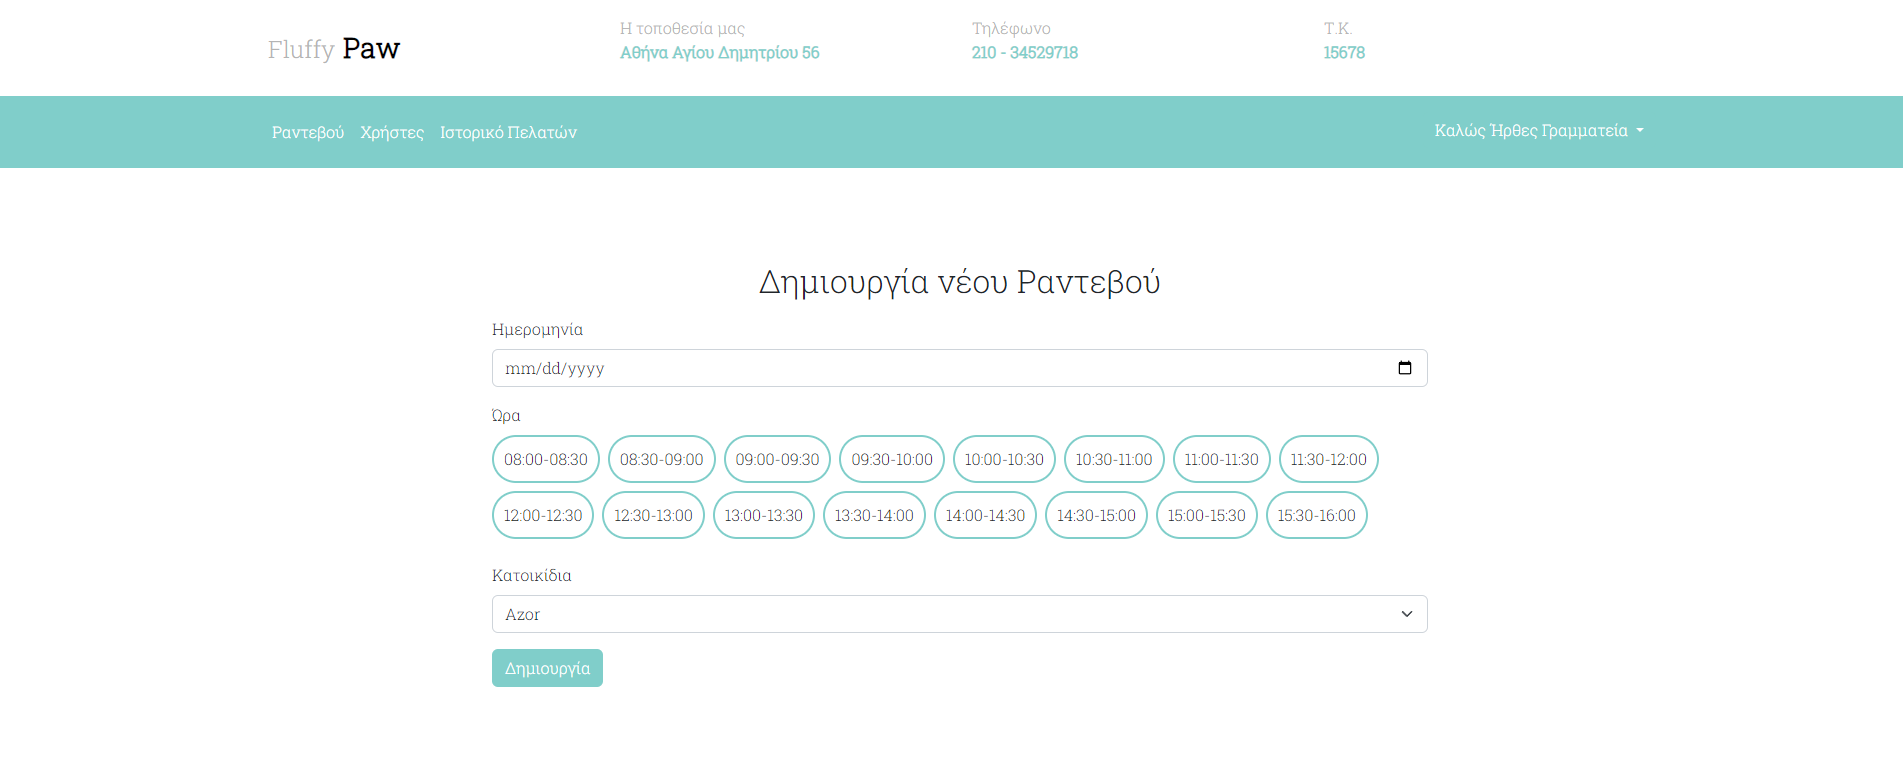 Fluffy Paw
Η τοποθεσία μας
Αθήνα Αγίου Δημητρίου 56
Τηλέφωνο
210 - 34529718
Τ.Κ.
15678
Ραντεβού Χρήστες Ιστορικό Πελατών
Καλώς Ήρθες Γραμματεία
Δημιουργία νέου Ραντεβού
Ημερομηνία
mm/dd/yyyy
Ώρα
08:00-08:30 08:30-09:00 09:00-09:30 09:30-10:00 10:00-10:30 10:30-11:00 11:00-11:30 11:30-12:00
12:00-12:30 12:30-13:00 13:00-13:30 13:30-14:00 14:00-14:30 14:30-15:00 15:00-15:30 15:30-16:00
Κατοικίδια
Azor
Δημιουργία